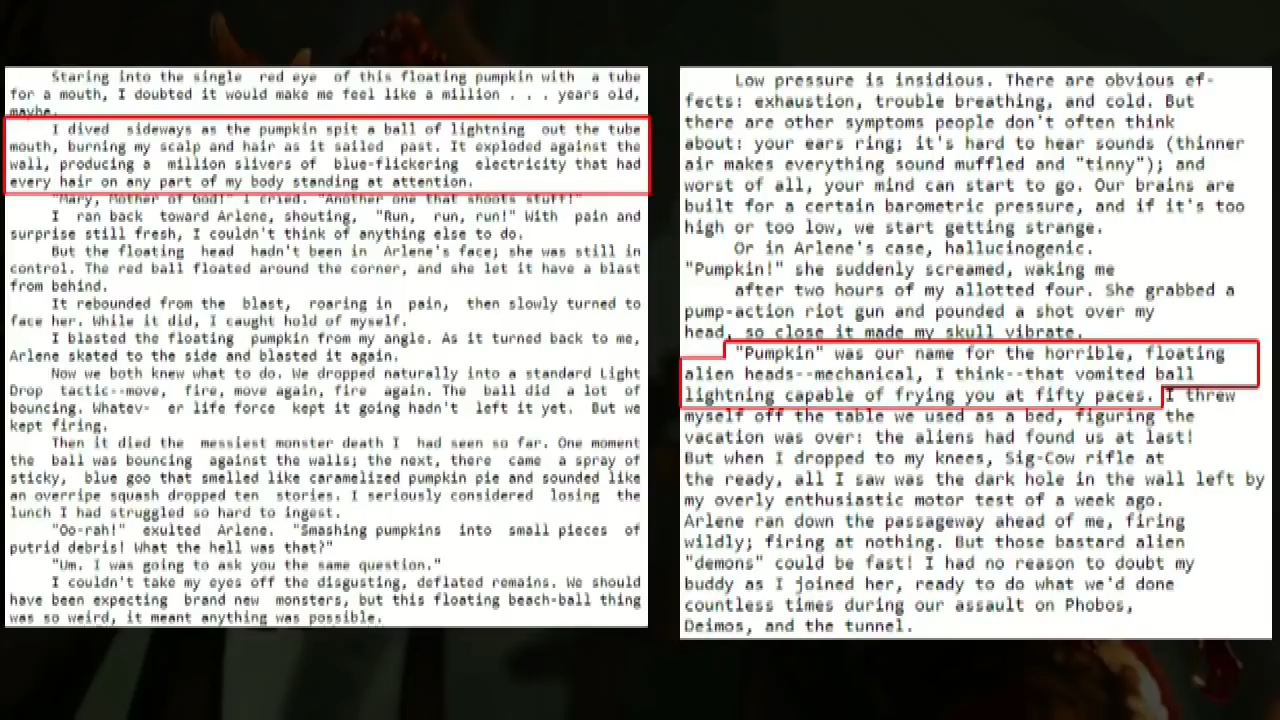 Staring into the single red eye of this floating pumpkin with a tube
for a mouth, I doubted it would make me feel like a million . . . years old,
maybe.
I dived sideways as the pumpkin spit a ball of lightning out the tube
mouth, burning my scalp and hair as it sailed past. It exploded against the
wall, producing a million slivers of blue-flickering electricity that had
every hair on any part of my body standing at attention.
"Mary, Mother of God!" I cried. "Another one that shoots stuff!"
I ran back toward Arlene, shouting, "Run, run, run!" With pain and
surprise still fresh, I couldn't think of anything else to do.
But the floating head hadn't been in Arlene's face; she was still in
control. The red ball floated around the corner, and she let it have a blast
from behind.
It rebounded from the blast, roaring in pain, then slowly turned to
face her. While it did, I caught hold of myself.
I blasted the floating pumpkin from my angle. As it turned back to me,
Arlene skated to the side and blasted it again.
Now we both knew what to do. We dropped naturally into a standard Light
Drop tactic--move, fire, move again, fire again. The ball did a lot of
bouncing. Whatev- er life force kept it going hadn't left it yet. But we
kept firing.
Then it died the messiest monster death I had seen so far. One moment
the ball was bouncing against the walls; the next, there came a spray of
sticky, blue goo that smelled like caramelized pumpkin pie and sounded like
an overripe squash dropped ten stories. I seriously considered losing the
lunch I had struggled so hard to ingest.
"Oo-rah!" exulted Arlene. "Smashing pumpkins into small pieces of
putrid debris! What the hell was that?"
"Um. I was going to ask you the same question."
I couldn't take my eyes off the disgusting, deflated remains. We should
have been expecting brand new monsters, but this floating beach-ball thing
was so weird, it meant anything was possible.
Low pressure is insidious. There are obvious ef-
fects: exhaustion, trouble breathing, and cold. But
there are other symptoms people don't often think
about: your ears ring; it's hard to hear sounds (thinner
air makes everything sound muffled and "tinny"); and
worst of all, your mind can start to go. Our brains are
built for a certain barometric pressure, and if it's too
high or too low, we start getting strange.
Or in Arlene's case, hallucinogenic.
"Pumpkin!" she suddenly screamed, waking me
after two hours of my allotted four. She grabbed a
pump-action riot gun and pounded a shot over my
head, so close it made my skull vibrate.
"Pumpkin" was our name for the horrible, floating
alien heads--mechanical, I think--that vomited ball
lightning capable of frying you at fifty paces. I threw
myself off the table we used as a bed, figuring the
vacation was over: the aliens had found us at last!
But when I dropped to my knees, Sig-Cow rifle at
the ready, all I saw was the dark hole in the wall left by
my overly enthusiastic motor test of a week ago.
Arlene ran down the passageway ahead of me, firing
wildly; firing at nothing. But those bastard alien
"demons" could be fast! I had no reason to doubt my
buddy as I joined her, ready to do what we'd done
countless times during our assault on Phobos,
Deimos, and the tunnel.